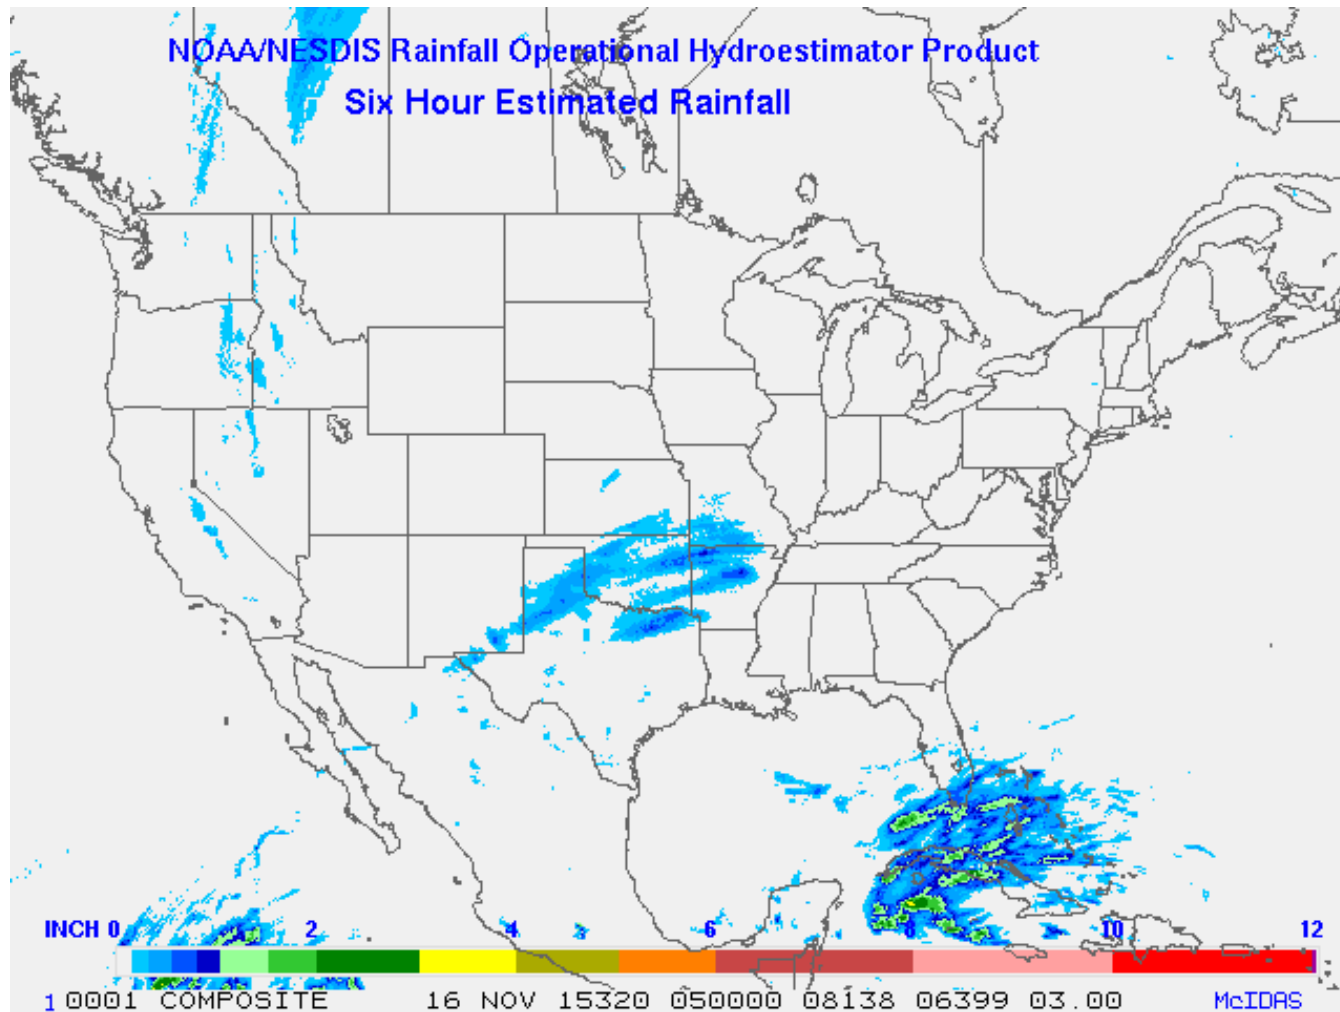 NOAA/NESDIS Rainfall Operational Hydroestimator Product
Six Hour Estimated Rainfall
INCH 0 2 4 6 8 10 12
1 0001 COMPOSITE 16 NOV 15320 050000 08138 06399 03.00 McIDAS